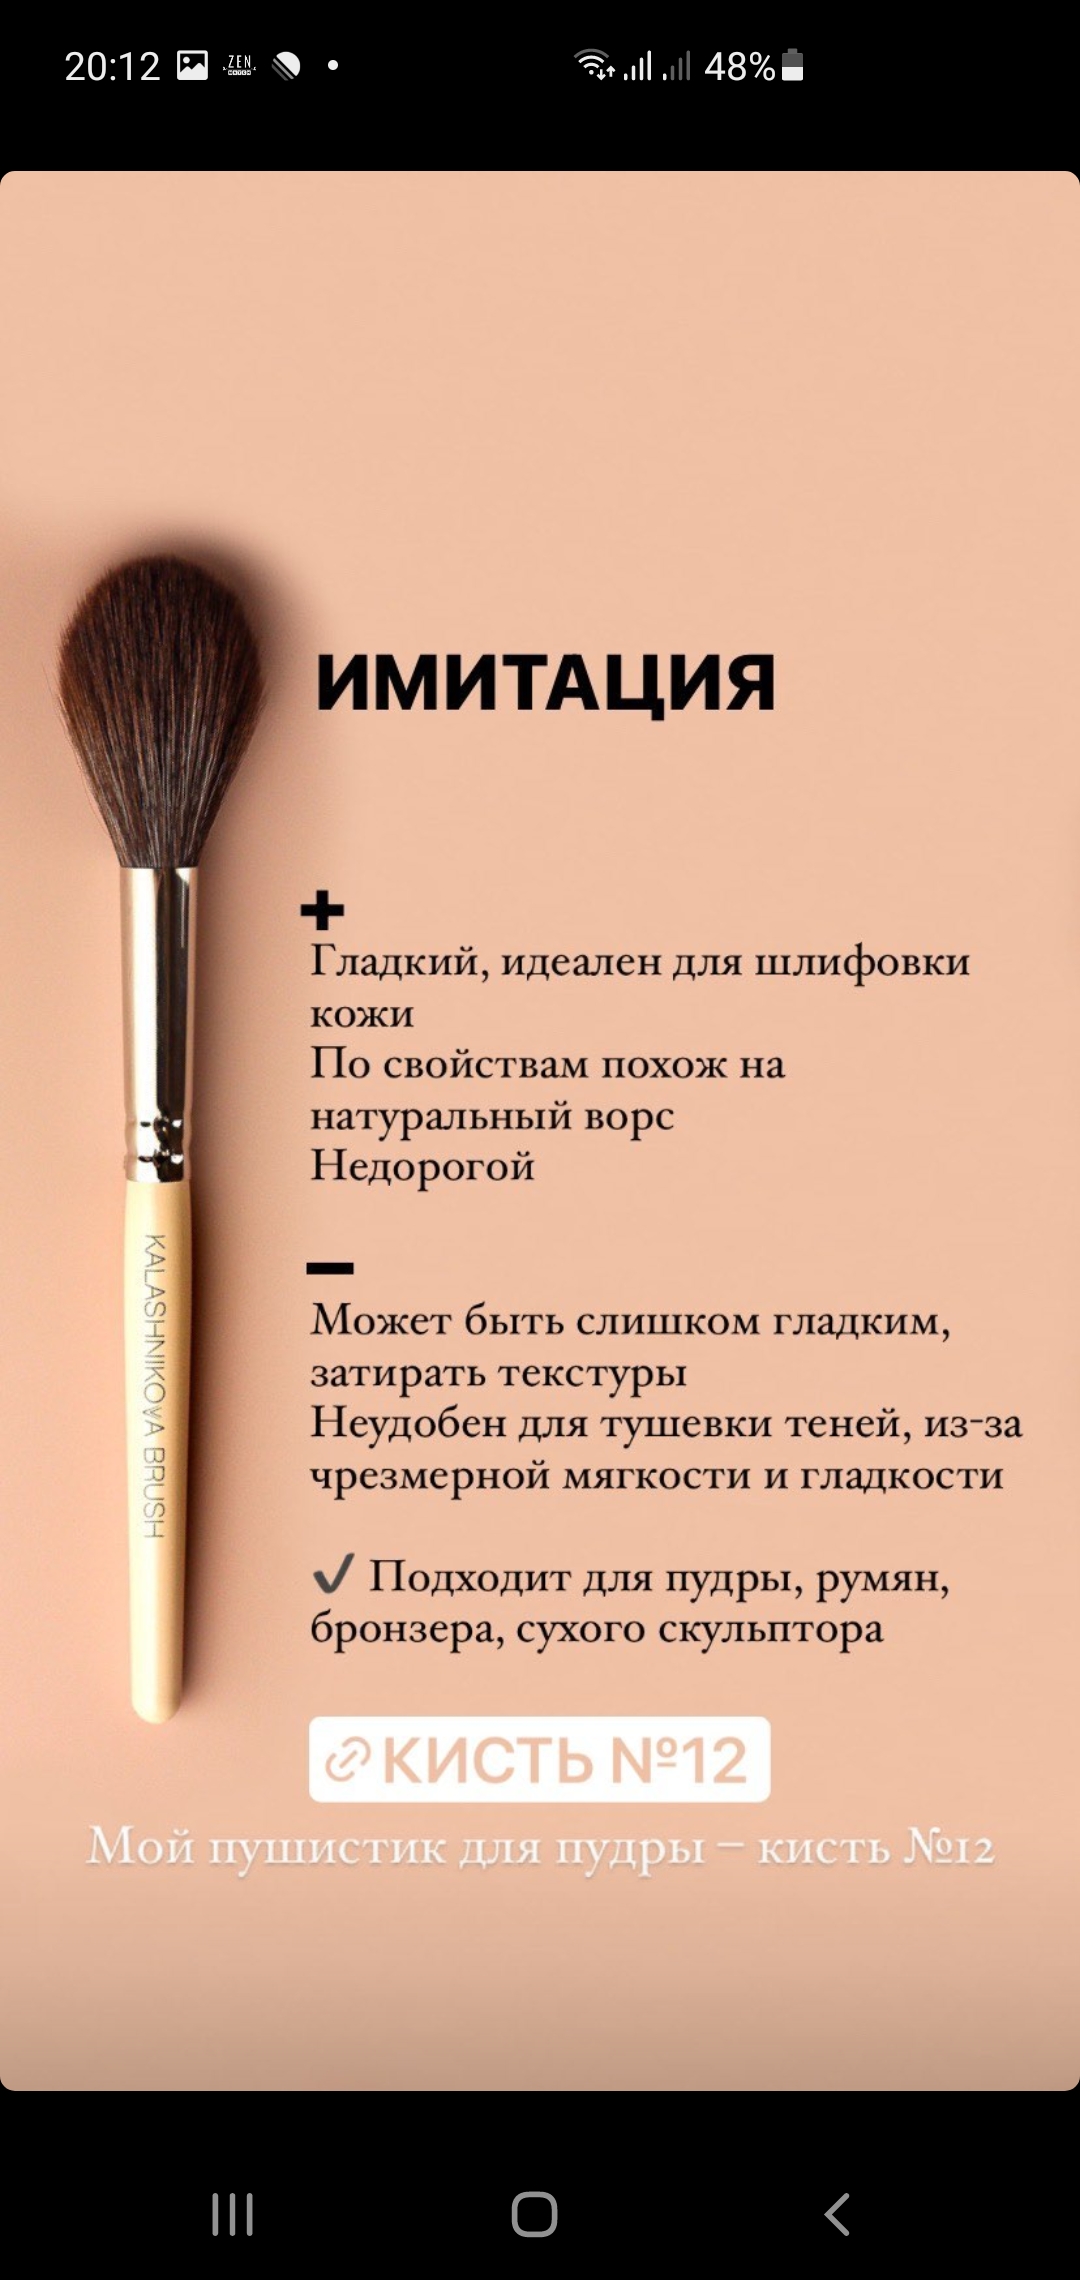 20:12 ZEN 48%
ИМИТАЦИЯ
+
Гладкий, идеален для шлифовки
кожи
По свойствам похож на
натуральный ворс
Недорогой
–
Может быть слишком гладким,
затирать текстуры
Неудобен для тушевки теней, из-за
чрезмерной мягкости и гладкости
✓ Подходит для пудры, румян,
бронзера, сухого скульптора
KALASHNIKOVA BRUSH
КИСТЬ №12
Мой пушистик для пудры – кисть №12